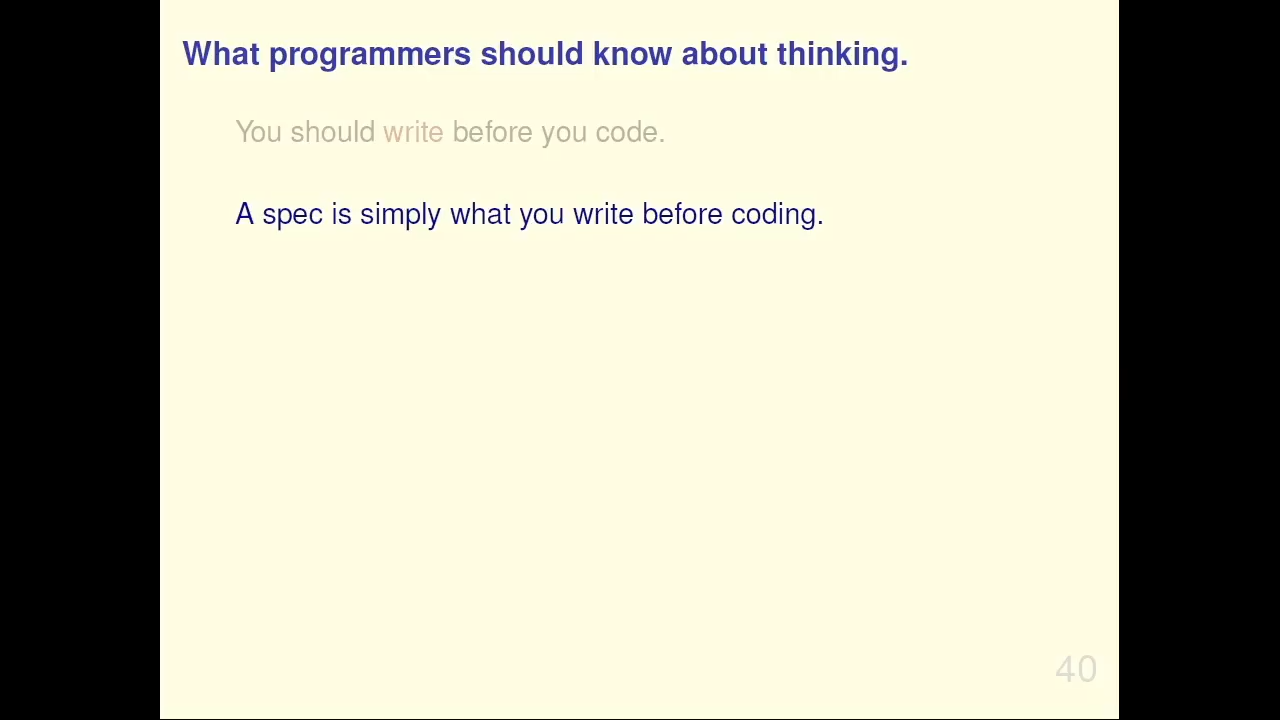 What programmers should know about thinking.
You should write before you code.
A spec is simply what you write before coding.
40